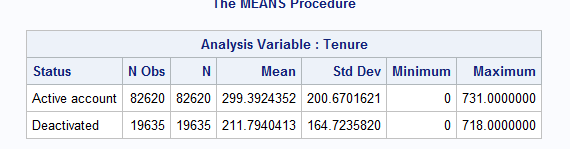 The MEANS Procedure
Analysis Variable : Tenure
Status N Obs N Mean Std Dev Minimum Maximum
Active account 82620 82620 299.3924352 200.6701621 0 731.0000000
Deactivated 19635 19635 211.7940413 164.7235820 0 718.0000000